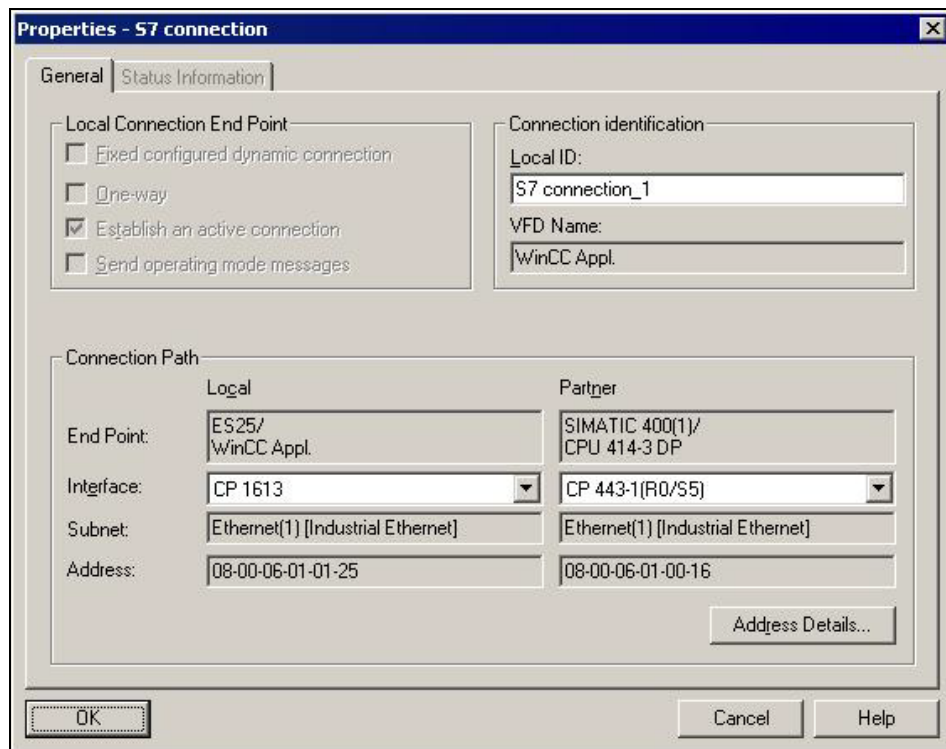 Properties - S7 connection
General
Status Information
Local Connection End Point
Fixed configured dynamic connection
One-way
Establish an active connection
Send operating mode messages
Connection identification
Local ID:
S7 connection_1
VFD Name:
WinCC Appl.
Connection Path
Local
Partner
End Point:
ES25/
WinCC Appl.
SIMATIC 400(1)/
CPU 414-3 DP
Interface:
CP 1613
CP 443-1(R0/S5)
Subnet:
Ethernet(1) [Industrial Ethernet]
Ethernet(1) [Industrial Ethernet]
Address:
08-00-06-01-01-25
08-00-06-01-00-16
Address Details...
OK
Cancel
Help